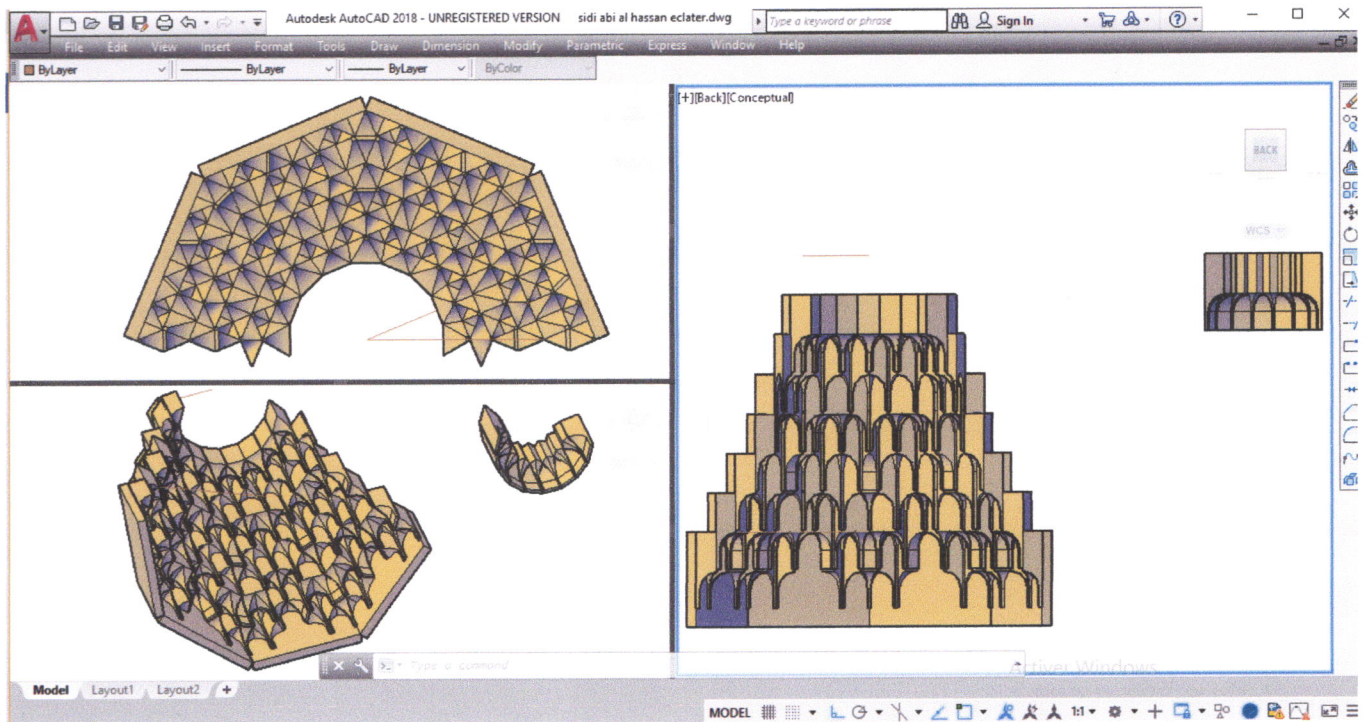 Autodesk AutoCAD 2018 - UNREGISTERED VERSION sidi abi al hassan eclater.dwg
Type a keyword or phrase
Sign In
File Edit View Insert Format Tools Draw Dimension Modify Parametric Express Window Help
ByLayer ByLayer ByLayer ByColor
[+][Back][Conceptual]
BACK
WCS
Type a command
Activer Windows
Model Layout1 Layout2 +
MODEL 1:1